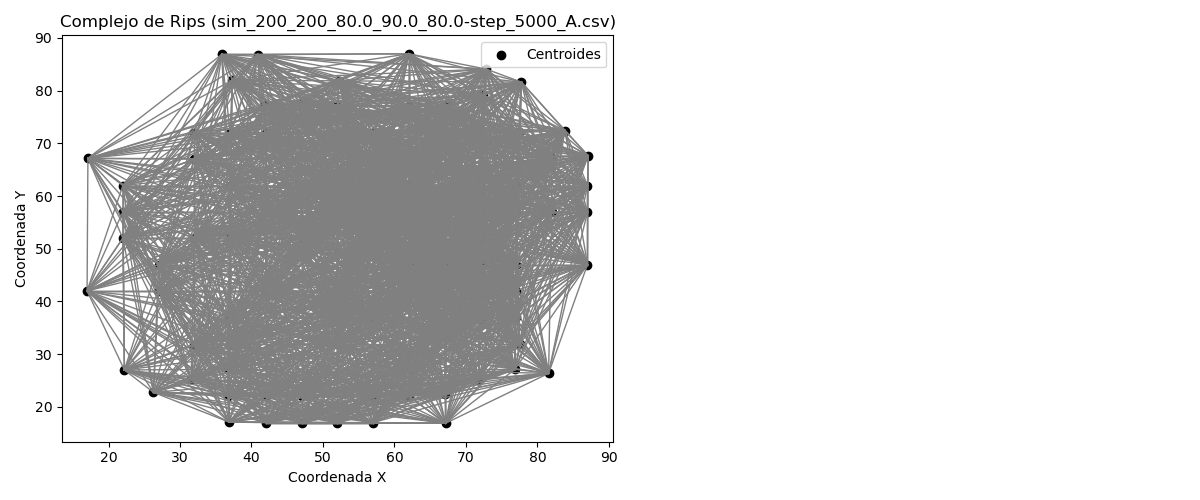 Complejo de Rips (sim_200_200_80.0_90.0_80.0-step_5000_A.csv)
Centroides
Coordenada Y
90
80
70
60
50
40
30
20
20 30 40 50 60 70 80 90
Coordenada X